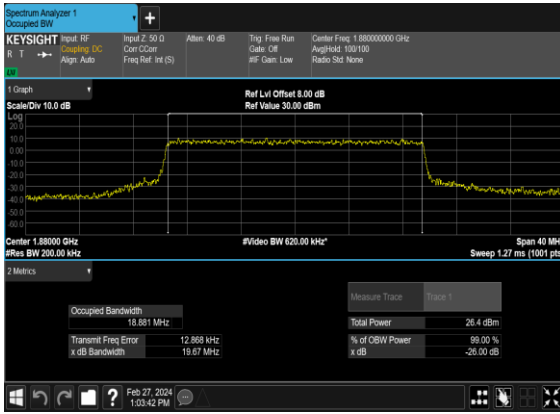 Spectrum Analyzer 1
Occupied BW
+
KEYSIGHT
R T
LXI
Input: RF
Coupling: DC
Align: Auto
Input Z: 50 Ω
Corr CCorr
Freq Ref: Int (S)
Atten: 40 dB
Trig: Free Run
Gate: Off
#IF Gain: Low
Center Freq: 1.880000000 GHz
Avg|Hold: 100/100
Radio Std: None
1 Graph
Scale/Div 10.0 dB
Ref Lvl Offset 8.00 dB
Ref Value 30.00 dBm
Log
20.0
10.0
0.00
-10.0
-20.0
-30.0
-40.0
-50.0
-60.0
Center 1.88000 GHz
#Res BW 200.00 kHz
#Video BW 620.00 kHz*
Span 40 MH
Sweep 1.27 ms (1001 pts
2 Metrics
Measure Trace
Trace 1
Occupied Bandwidth
18.881 MHz
Total Power
26.4 dBm
Transmit Freq Error
12.868 kHz
% of OBW Power
99.00 %
x dB Bandwidth
19.67 MHz
x dB
-26.00 dB
?
Feb 27, 2024
1:03:42 PM